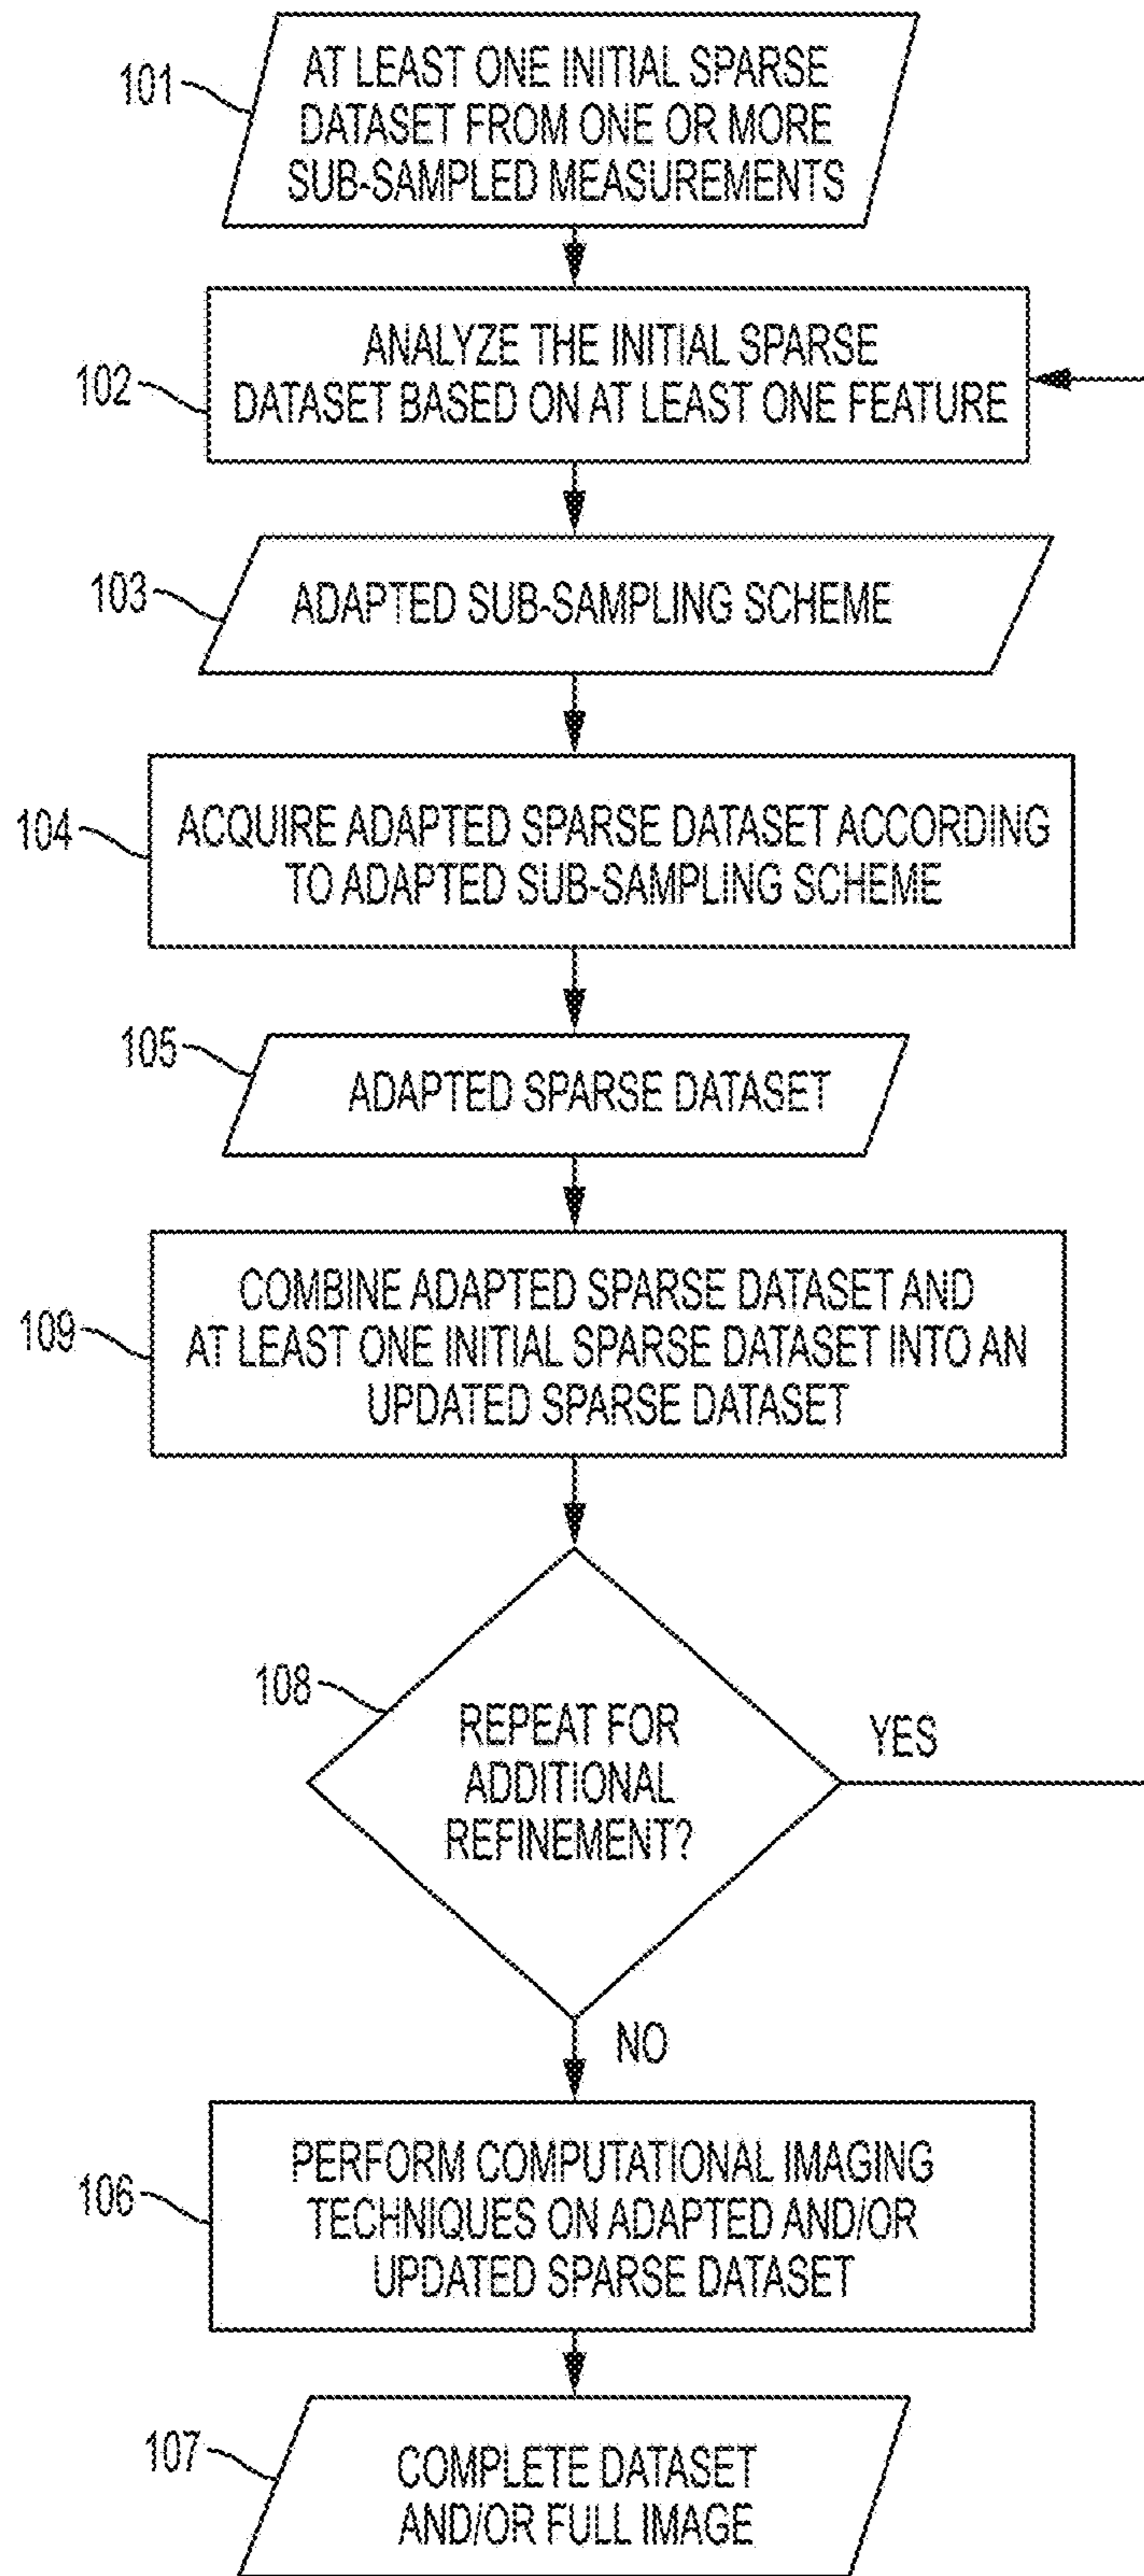 101
AT LEAST ONE INITIAL SPARSE
DATASET FROM ONE OR MORE
SUB-SAMPLED MEASUREMENTS
102
ANALYZE THE INITIAL SPARSE
DATASET BASED ON AT LEAST ONE FEATURE
103
ADAPTED SUB-SAMPLING SCHEME
104
ACQUIRE ADAPTED SPARSE DATASET ACCORDING
TO ADAPTED SUB-SAMPLING SCHEME
105
ADAPTED SPARSE DATASET
109
COMBINE ADAPTED SPARSE DATASET AND
AT LEAST ONE INITIAL SPARSE DATASET INTO AN
UPDATED SPARSE DATASET
108
REPEAT FOR
ADDITIONAL
REFINEMENT?
YES
NO
106
PERFORM COMPUTATIONAL IMAGING
TECHNIQUES ON ADAPTED AND/OR
UPDATED SPARSE DATASET
107
COMPLETE DATASET
AND/OR FULL IMAGE